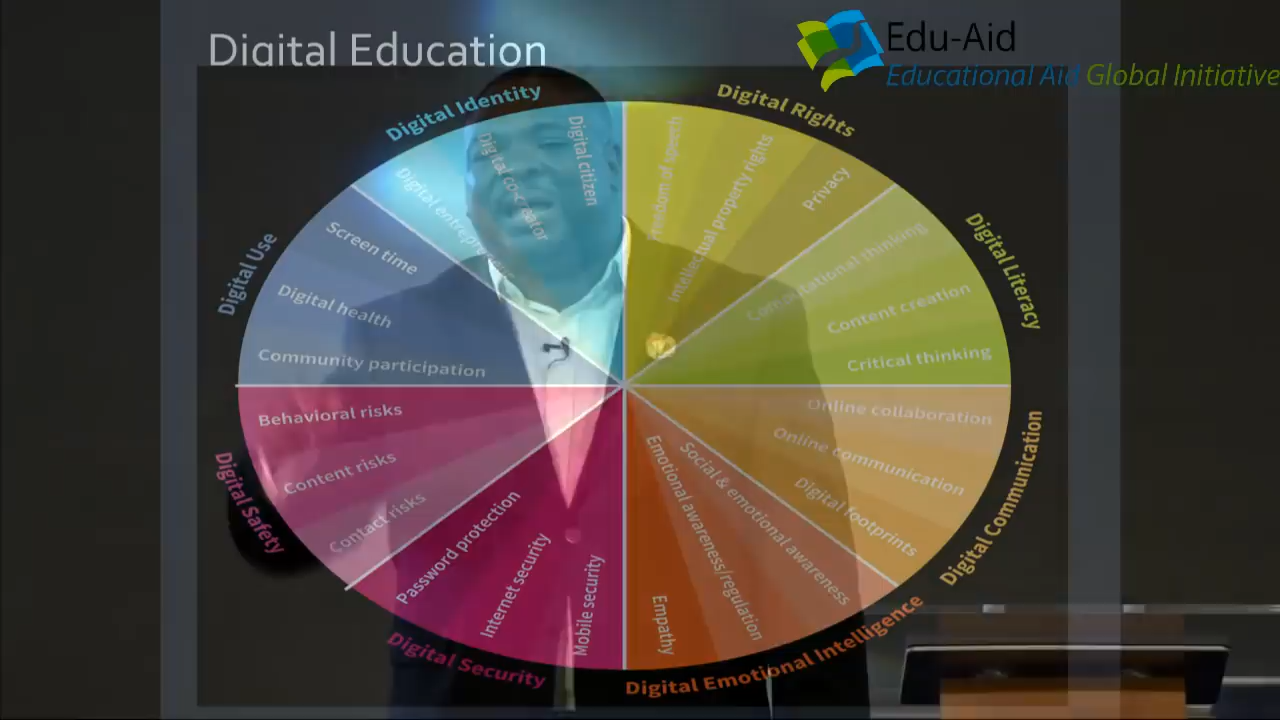 Digital Education
Edu-Aid
Educational Aid Global Initiative
Digital Identity
Digital entrepreneur
Digital co-creator
Digital citizen
Digital Rights
Freedom of speech
Intellectual property rights
Privacy
Digital Literacy
Computational thinking
Content creation
Critical thinking
Digital Communication
Online collaboration
Online communication
Digital footprints
Digital Emotional Intelligence
Social & emotional awareness
Emotional awareness/regulation
Empathy
Digital Security
Mobile security
Internet security
Password protection
Digital Safety
Contact risks
Content risks
Behavioral risks
Digital Use
Community participation
Digital health
Screen time